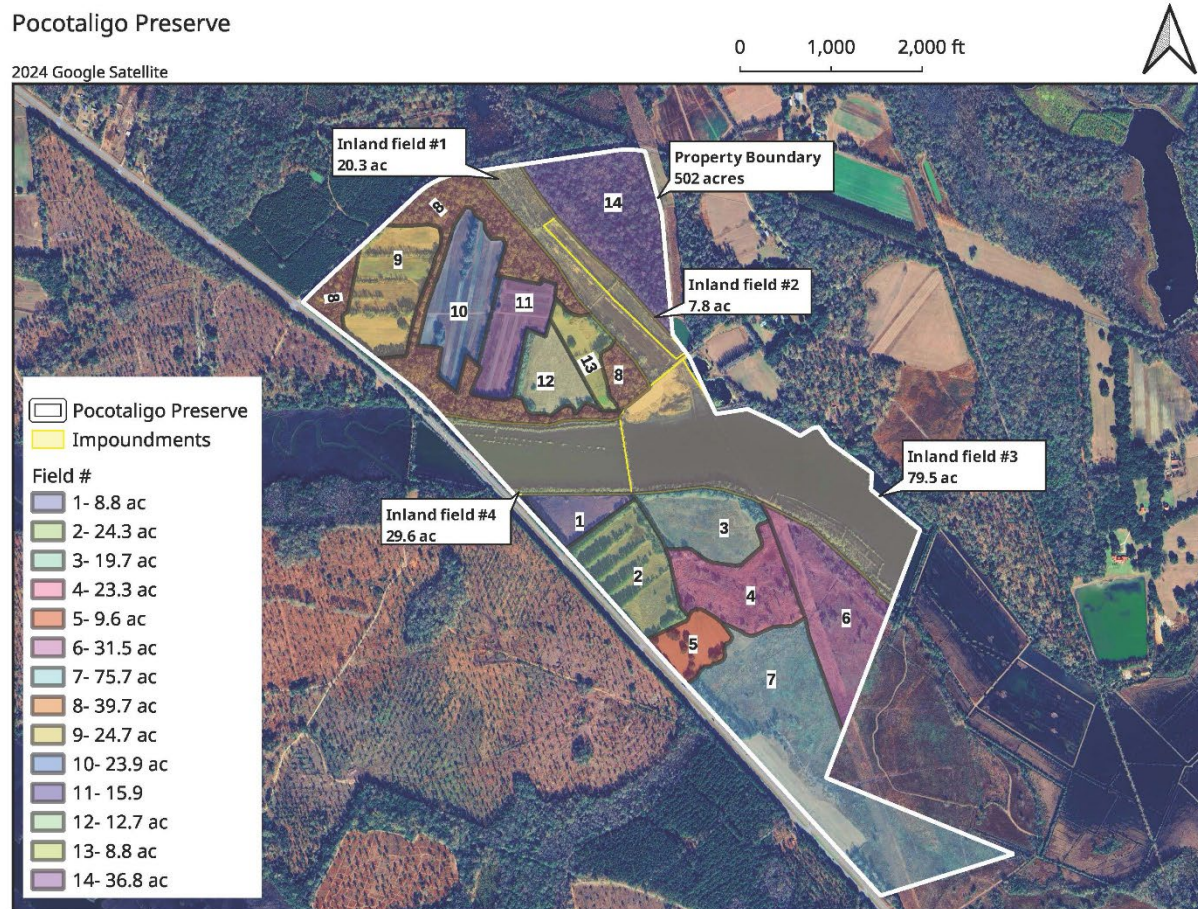 Pocotaligo Preserve
2024 Google Satellite
0 1,000 2,000 ft
Inland field #1
20.3 ac
Property Boundary
502 acres
14
8
9
8
Inland field #2
7.8 ac
10
11
13
8
12
Inland field #3
79.5 ac
Inland field #4
29.6 ac
1
3
2
4
6
5
7
Pocotaligo Preserve
Impoundments
Field #
1- 8.8 ac
2- 24.3 ac
3- 19.7 ac
4- 23.3 ac
5- 9.6 ac
6- 31.5 ac
7- 75.7 ac
8- 39.7 ac
9- 24.7 ac
10- 23.9 ac
11- 15.9
12- 12.7 ac
13- 8.8 ac
14- 36.8 ac